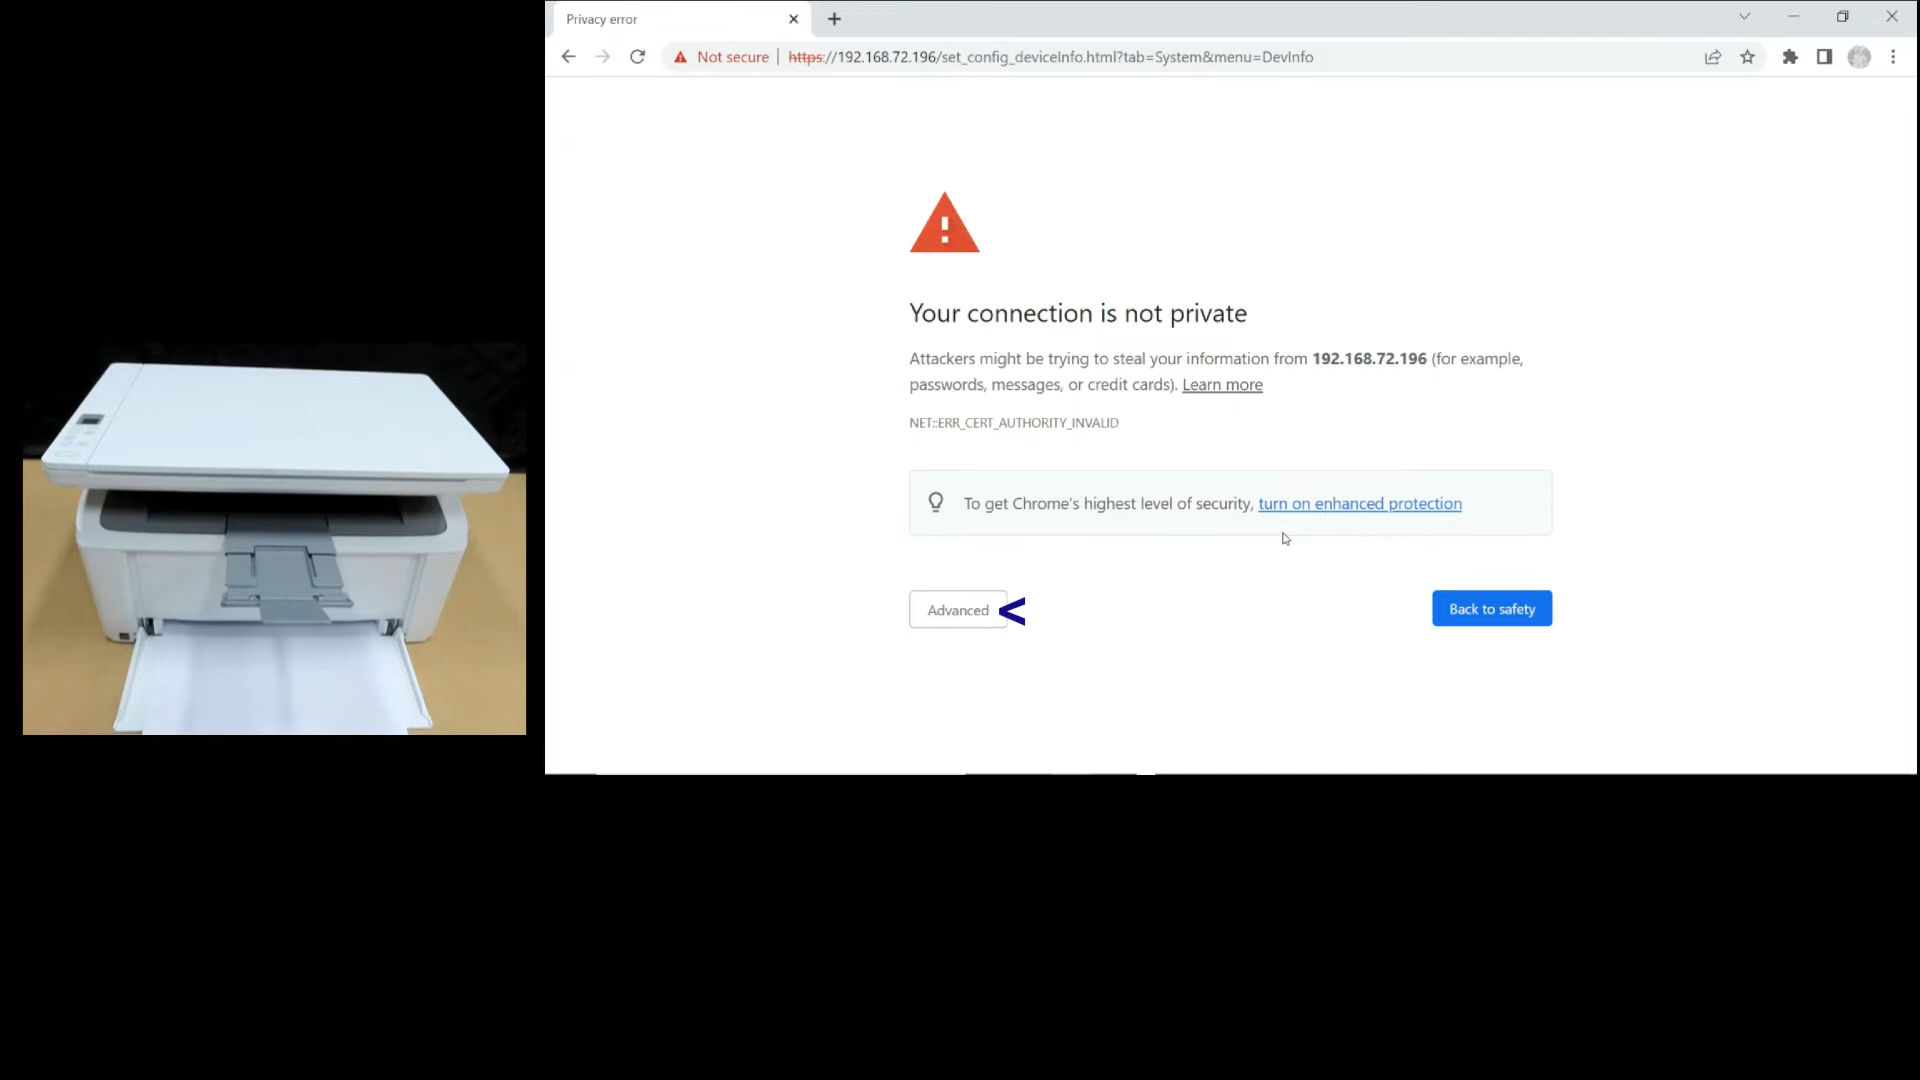 Privacy error
Not secure
https://192.168.72.196/set_config_deviceInfo.html?tab=System&menu=DevInfo
Your connection is not private
Attackers might be trying to steal your information from 192.168.72.196 (for example,
passwords, messages, or credit cards). Learn more
NET::ERR_CERT_AUTHORITY_INVALID
To get Chrome's highest level of security, turn on enhanced protection
Advanced <
Back to safety